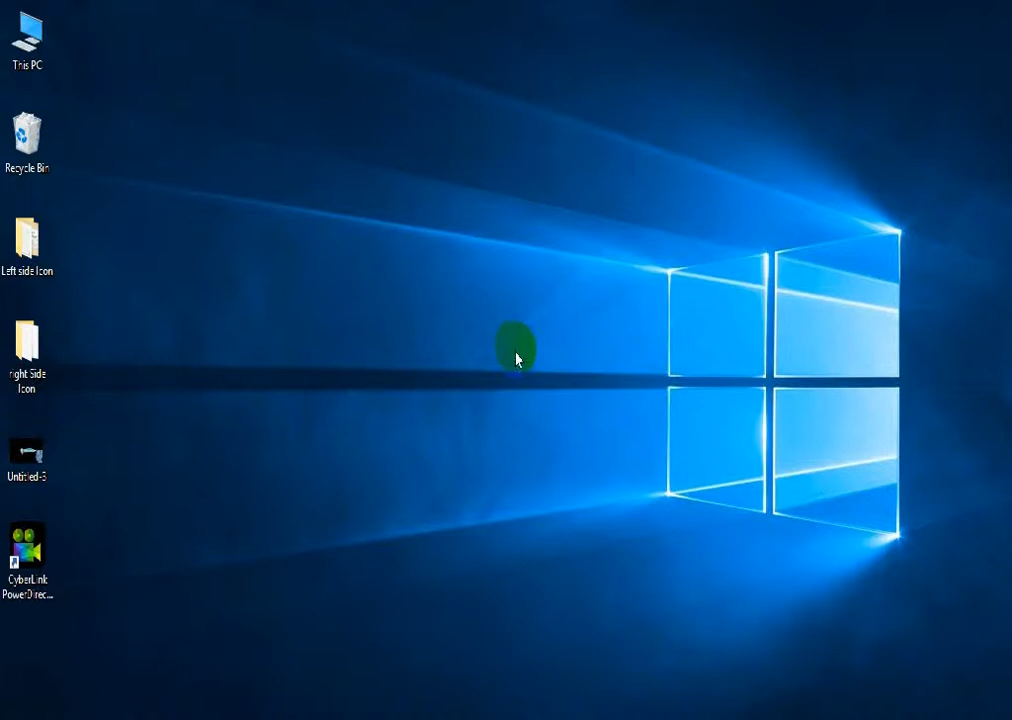 This PC
Recycle Bin
Left side Icon
right Side
Icon
Untitled-3
CyberLink
PowerDirec...